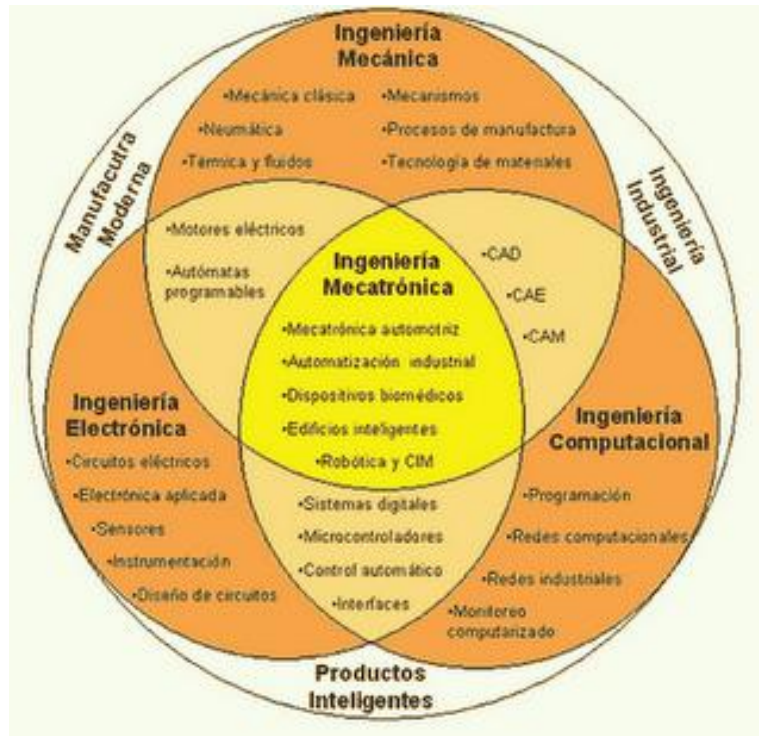 Ingeniería
Mecánica
•Mecánica clásica
•Mecanismos
•Neumática
•Procesos de manufactura
•Térmica y fluidos
•Tecnología de materiales
Manufacutra
Moderna
Ingeniería
Industrial
•Motores eléctricos
•Autómatas
programables
Ingeniería
Mecatrónica
•CAD
•CAE
•CAM
•Mecatrónica automotriz
•Automatización industrial
•Dispositivos biomédicos
•Edificios inteligentes
•Robótica y CIM
Ingeniería
Electrónica
•Circuitos eléctricos
•Electrónica aplicada
•Sensores
•Instrumentación
•Diseño de circuitos
•Sistemas digitales
•Microcontroladores
•Control automático
•Interfaces
Ingeniería
Computacional
•Programación
•Redes computacionales
•Redes industriales
•Monitoreo
computarizado
Productos
Inteligentes